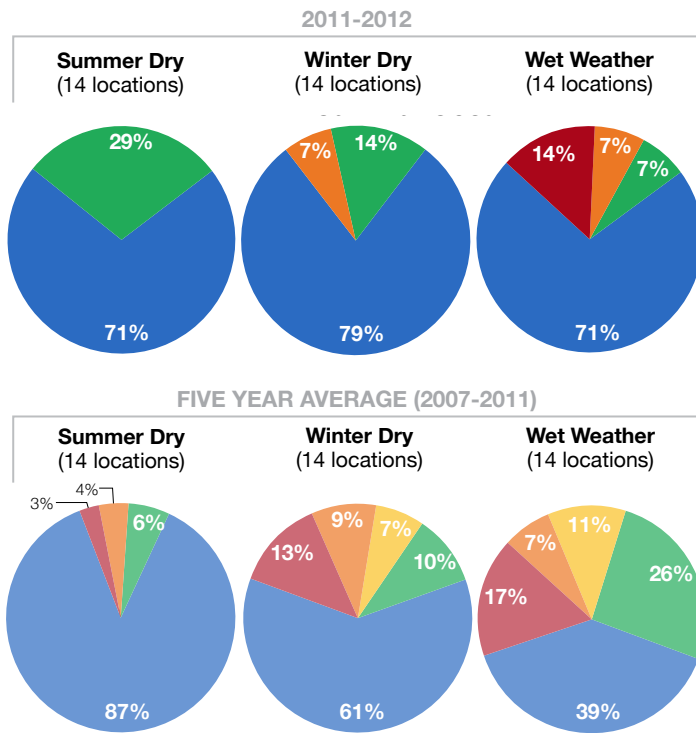 2011-2012
Summer Dry
(14 locations)
Winter Dry
(14 locations)
Wet Weather
(14 locations)
29%
71%
7%
14%
79%
14%
7%
7%
71%
FIVE YEAR AVERAGE (2007-2011)
Summer Dry
(14 locations)
Winter Dry
(14 locations)
Wet Weather
(14 locations)
3%
4%
6%
87%
13%
9%
7%
10%
61%
17%
7%
11%
26%
39%